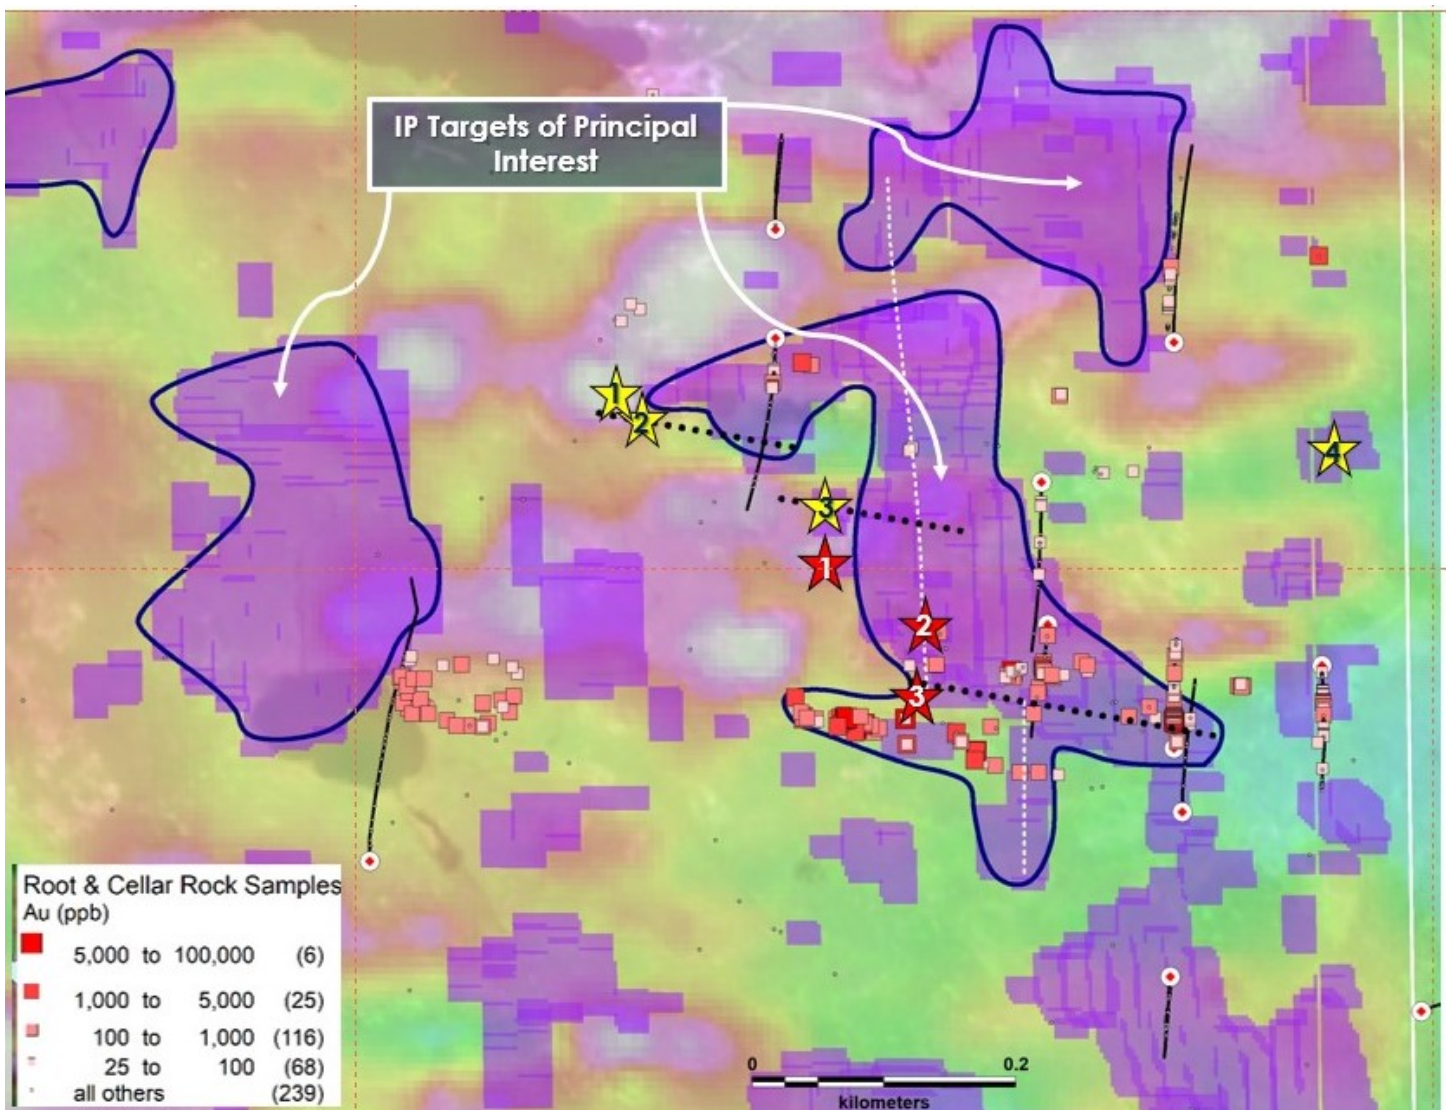 IP Targets of Principal
Interest
1
2
3
4
1
2
3
Root & Cellar Rock Samples
Au (ppb)
5,000 to 100,000 (6)
1,000 to 5,000 (25)
100 to 1,000 (116)
25 to 100 (68)
all others (239)
0 0.2
kilometers